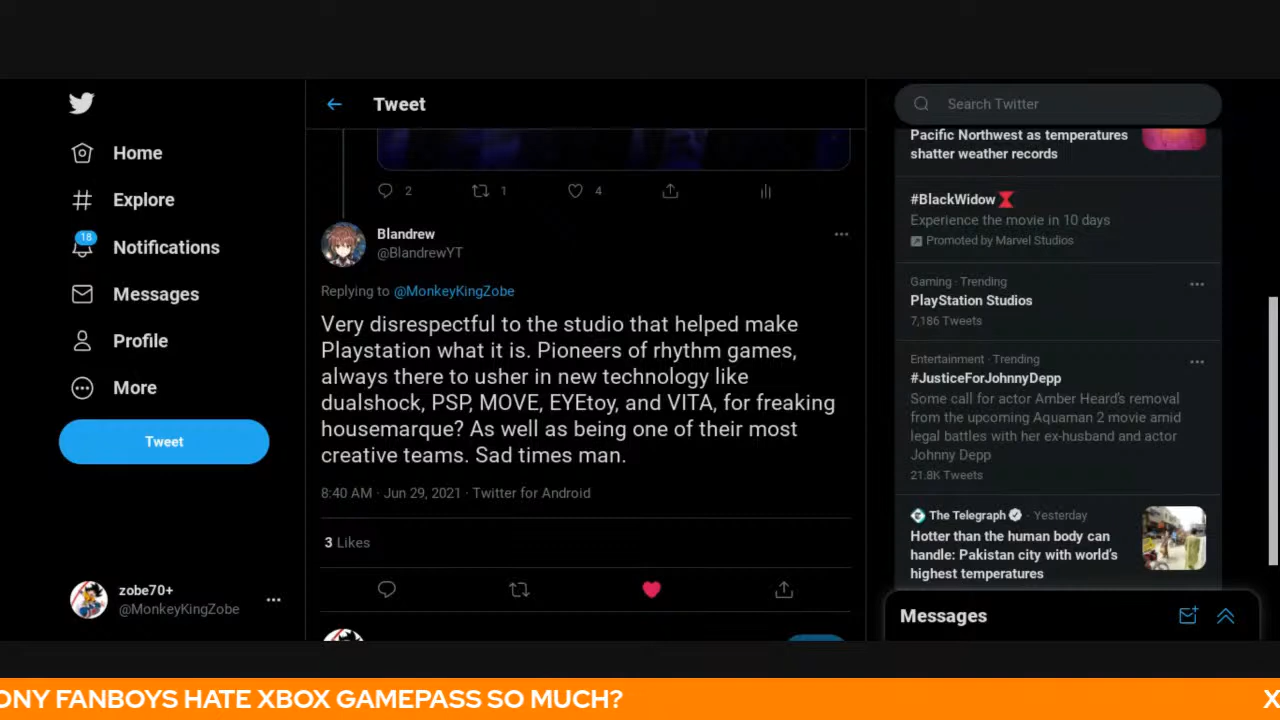 Home
Explore
18
Notifications
Messages
Profile
More
Tweet
zobe70+
@MonkeyKingZobe
Tweet
2
1
4
Blandrew
@BlandrewYT
Replying to @MonkeyKingZobe
Very disrespectful to the studio that helped make
Playstation what it is. Pioneers of rhythm games,
always there to usher in new technology like
dualshock, PSP, MOVE, EYEtoy, and VITA, for freaking
housemarque? As well as being one of their most
creative teams. Sad times man.
8:40 AM · Jun 29, 2021 · Twitter for Android
3 Likes
Search Twitter
Pacific Northwest as temperatures
shatter weather records
#BlackWidow
Experience the movie in 10 days
Promoted by Marvel Studios
Gaming · Trending
PlayStation Studios
7,186 Tweets
Entertainment · Trending
#JusticeForJohnnyDepp
Some call for actor Amber Heard's removal
from the upcoming Aquaman 2 movie amid
legal battles with her ex-husband and actor
Johnny Depp
21.8K Tweets
The Telegraph · Yesterday
Hotter than the human body can
handle: Pakistan city with world's
highest temperatures
Messages
ONY FANBOYS HATE XBOX GAMEPASS SO MUCH? X